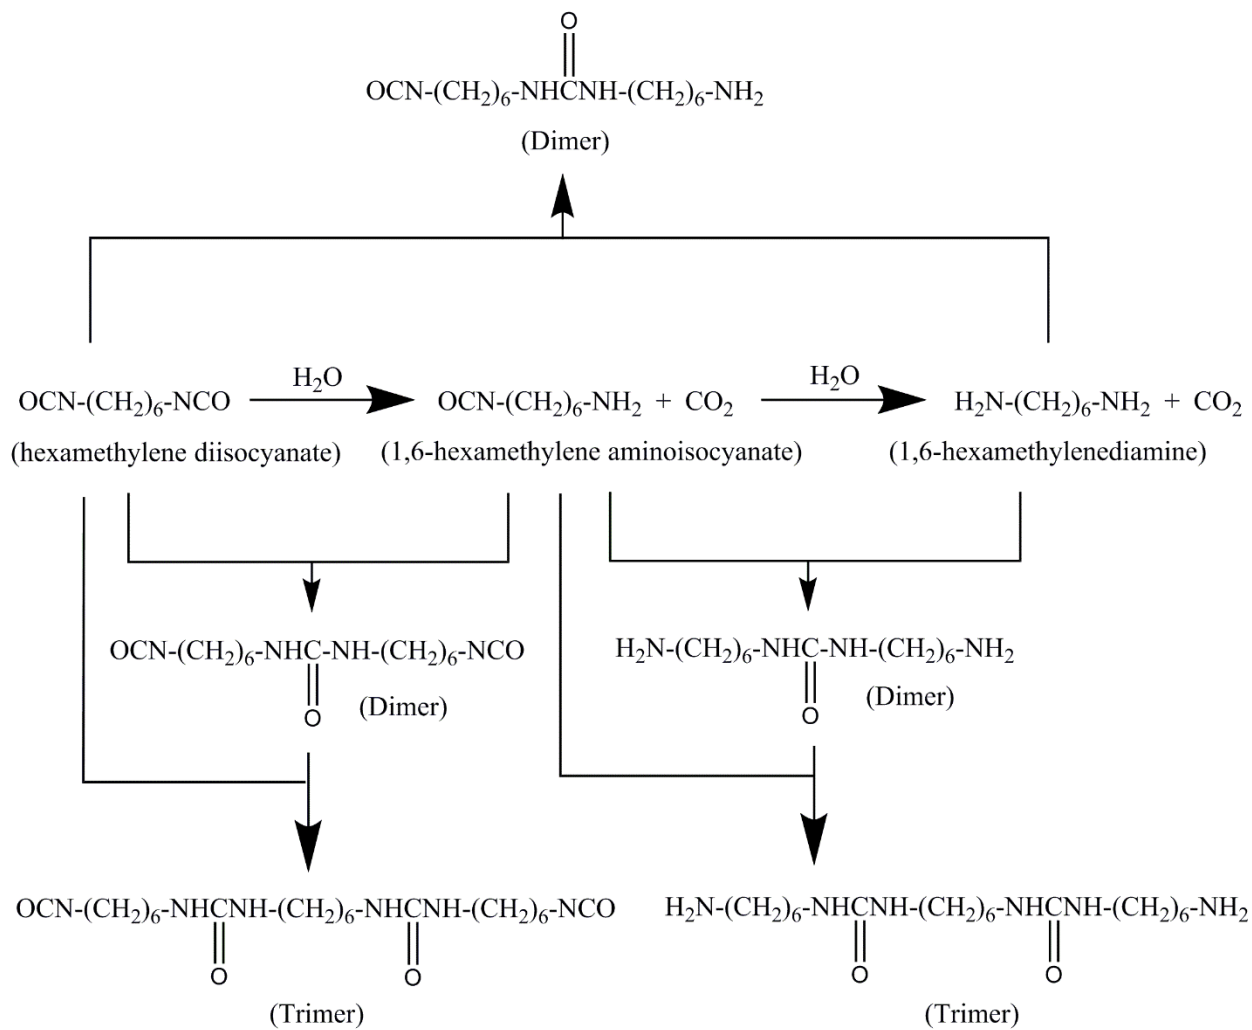 O
OCN-(CH₂)₆-NHCNH-(CH₂)₆-NH₂
(Dimer)
H₂O
H₂O
OCN-(CH₂)₆-NCO
OCN-(CH₂)₆-NH₂ + CO₂
H₂N-(CH₂)₆-NH₂ + CO₂
(hexamethylene diisocyanate)
(1,6-hexamethylene aminoisocyanate)
(1,6-hexamethylenediamine)
OCN-(CH₂)₆-NHC-NH-(CH₂)₆-NCO
O
(Dimer)
H₂N-(CH₂)₆-NHC-NH-(CH₂)₆-NH₂
O
(Dimer)
OCN-(CH₂)₆-NHCNH-(CH₂)₆-NHCNH-(CH₂)₆-NCO
O
O
(Trimer)
H₂N-(CH₂)₆-NHCNH-(CH₂)₆-NHCNH-(CH₂)₆-NH₂
O
O
(Trimer)